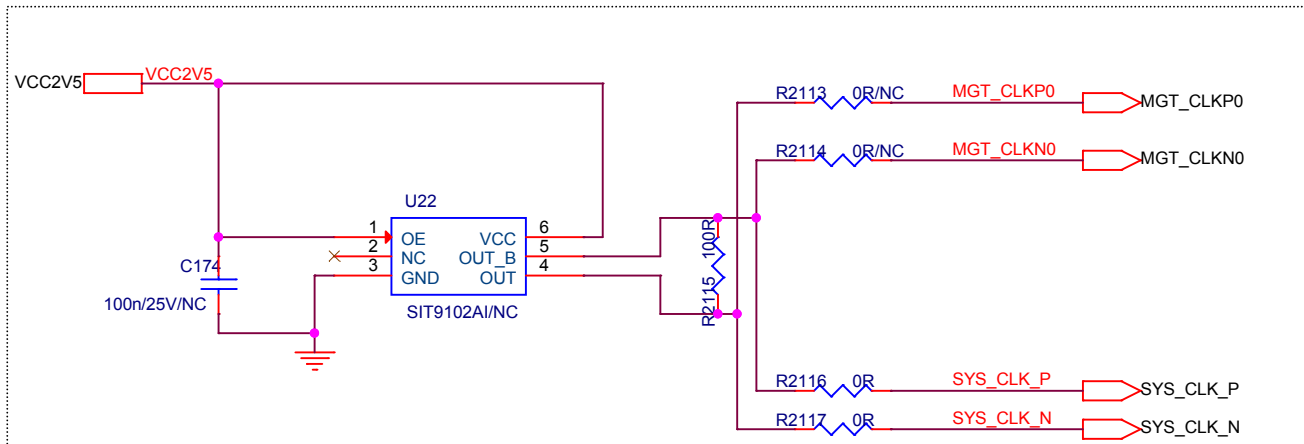 VCC2V5 VCC2V5
R2113 0R/NC MGT_CLKP0 MGT_CLKP0
R2114 0R/NC MGT_CLKN0 MGT_CLKN0
U22
1 OE VCC 6
2 NC OUT_B 5
3 GND OUT 4
SIT9102AI/NC
C174
100n/25V/NC
R2115 100R
R2116 0R SYS_CLK_P SYS_CLK_P
R2117 0R SYS_CLK_N SYS_CLK_N